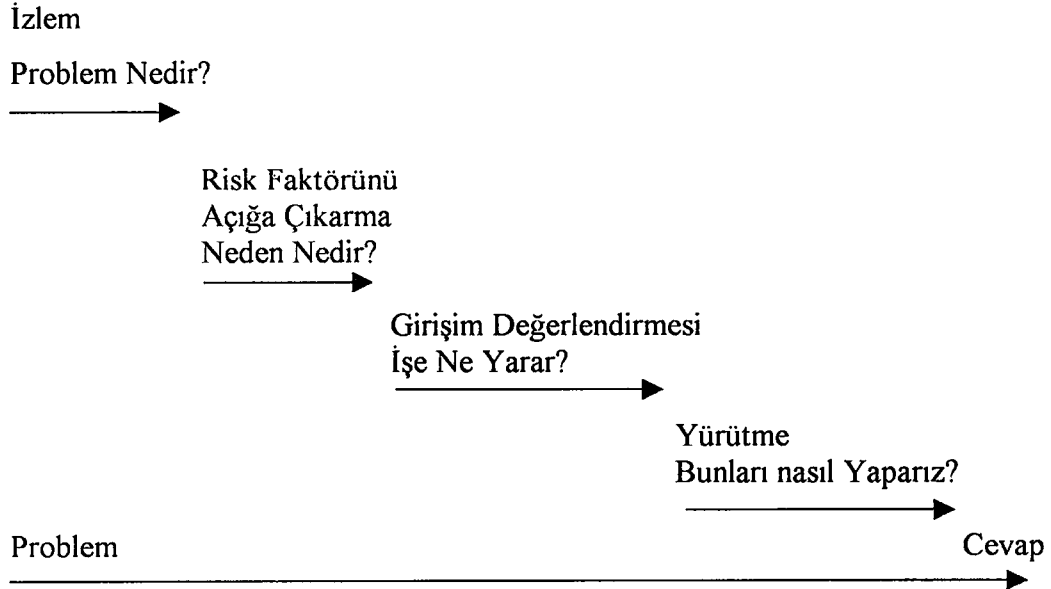 İzlem
Problem Nedir?
Risk Faktörünü
Açığa Çıkarma
Neden Nedir?
Girişim Değerlendirmesi
İşe Ne Yarar?
Yürütme
Bunları nasıl Yaparız?
Problem Cevap